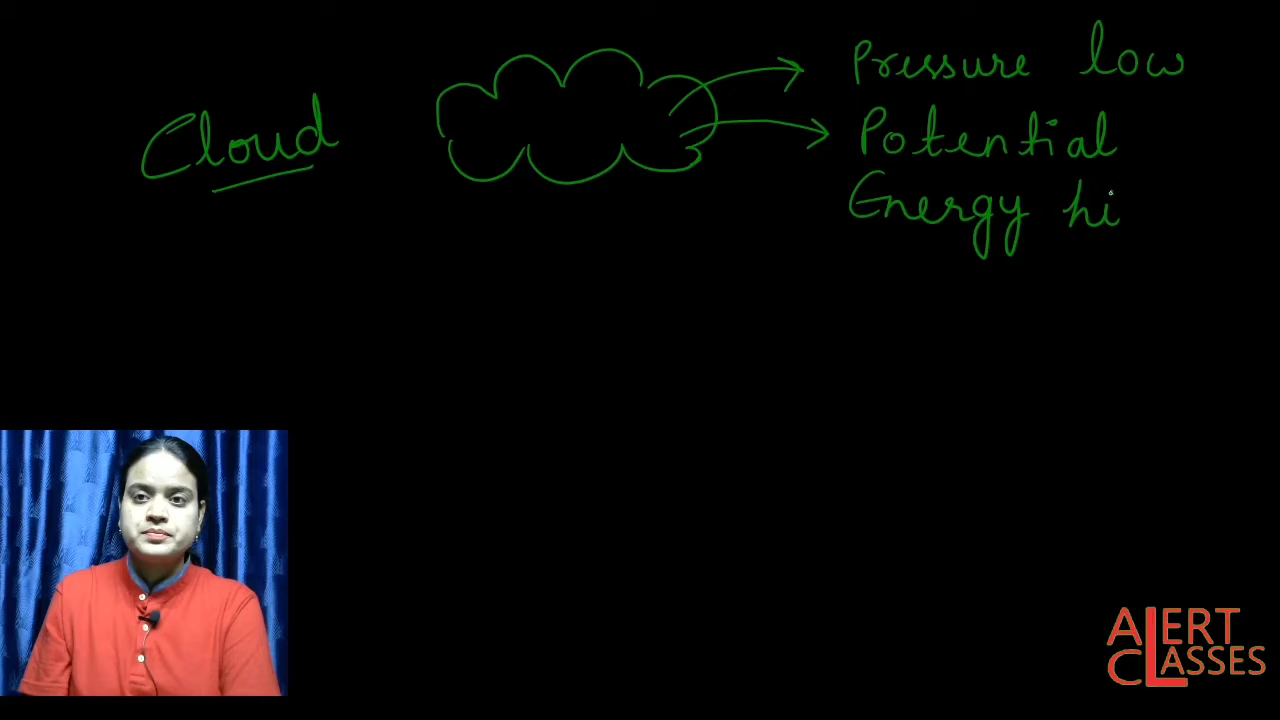 Cloud
Pressure low
Potential
Energy hi
ALERT
CLASSES